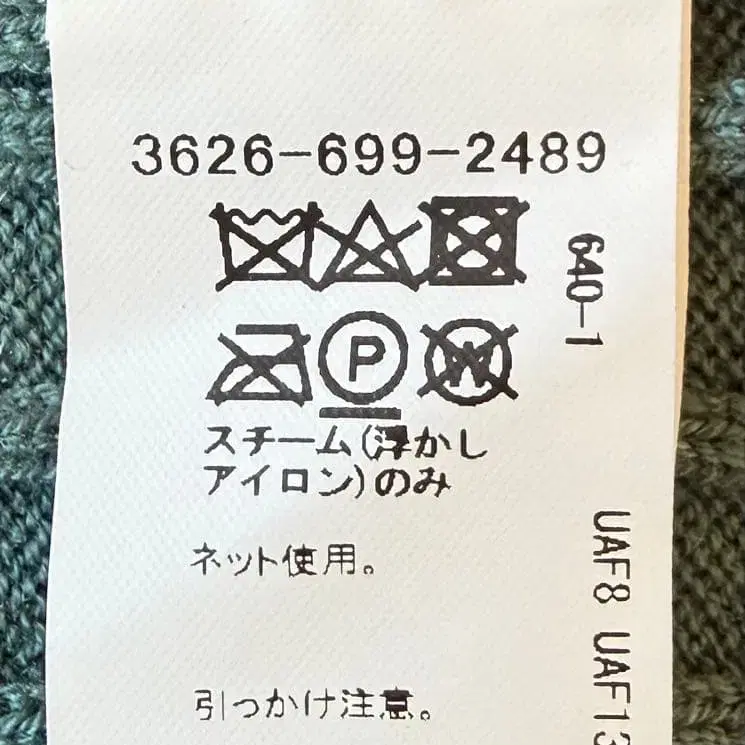 3626-699-2489
P
W
スチーム(浮かし
アイロン)のみ
ネット使用。
引っかけ注意。
640-1
UAF8 UAF13